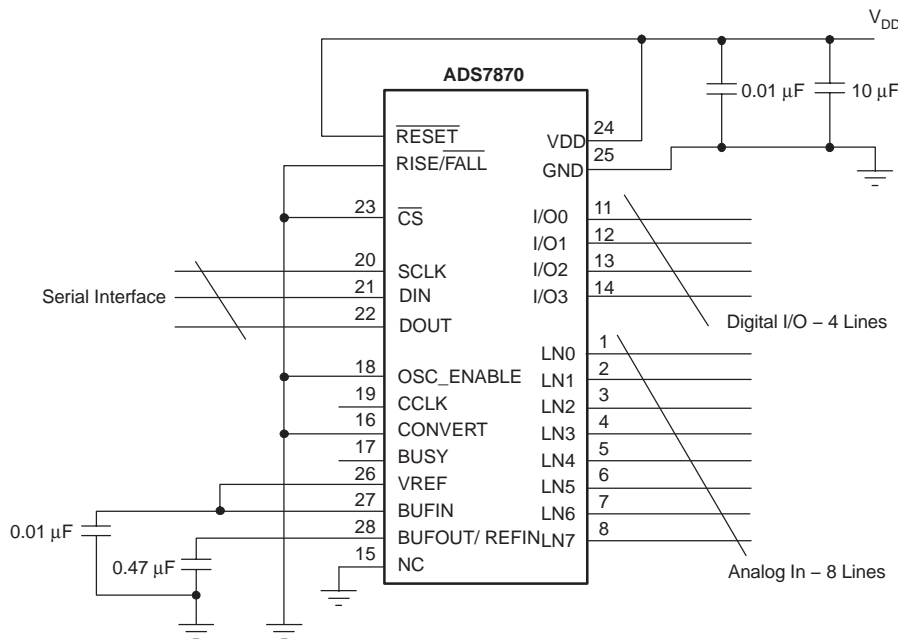 V_DD
ADS7870
0.01 μF
10 μF
RESET
RISE/FALL
24
VDD
25
GND
23
CS
20
SCLK
21
DIN
22
DOUT
Serial Interface
I/O0
11
I/O1
12
I/O2
13
I/O3
14
Digital I/O – 4 Lines
18
OSC_ENABLE
19
CCLK
16
CONVERT
17
BUSY
26
VREF
27
BUFIN
28
BUFOUT/ REFIN
15
NC
0.01 μF
0.47 μF
LN0
1
LN1
2
LN2
3
LN3
4
LN4
5
LN5
6
LN6
7
LN7
8
Analog In – 8 Lines